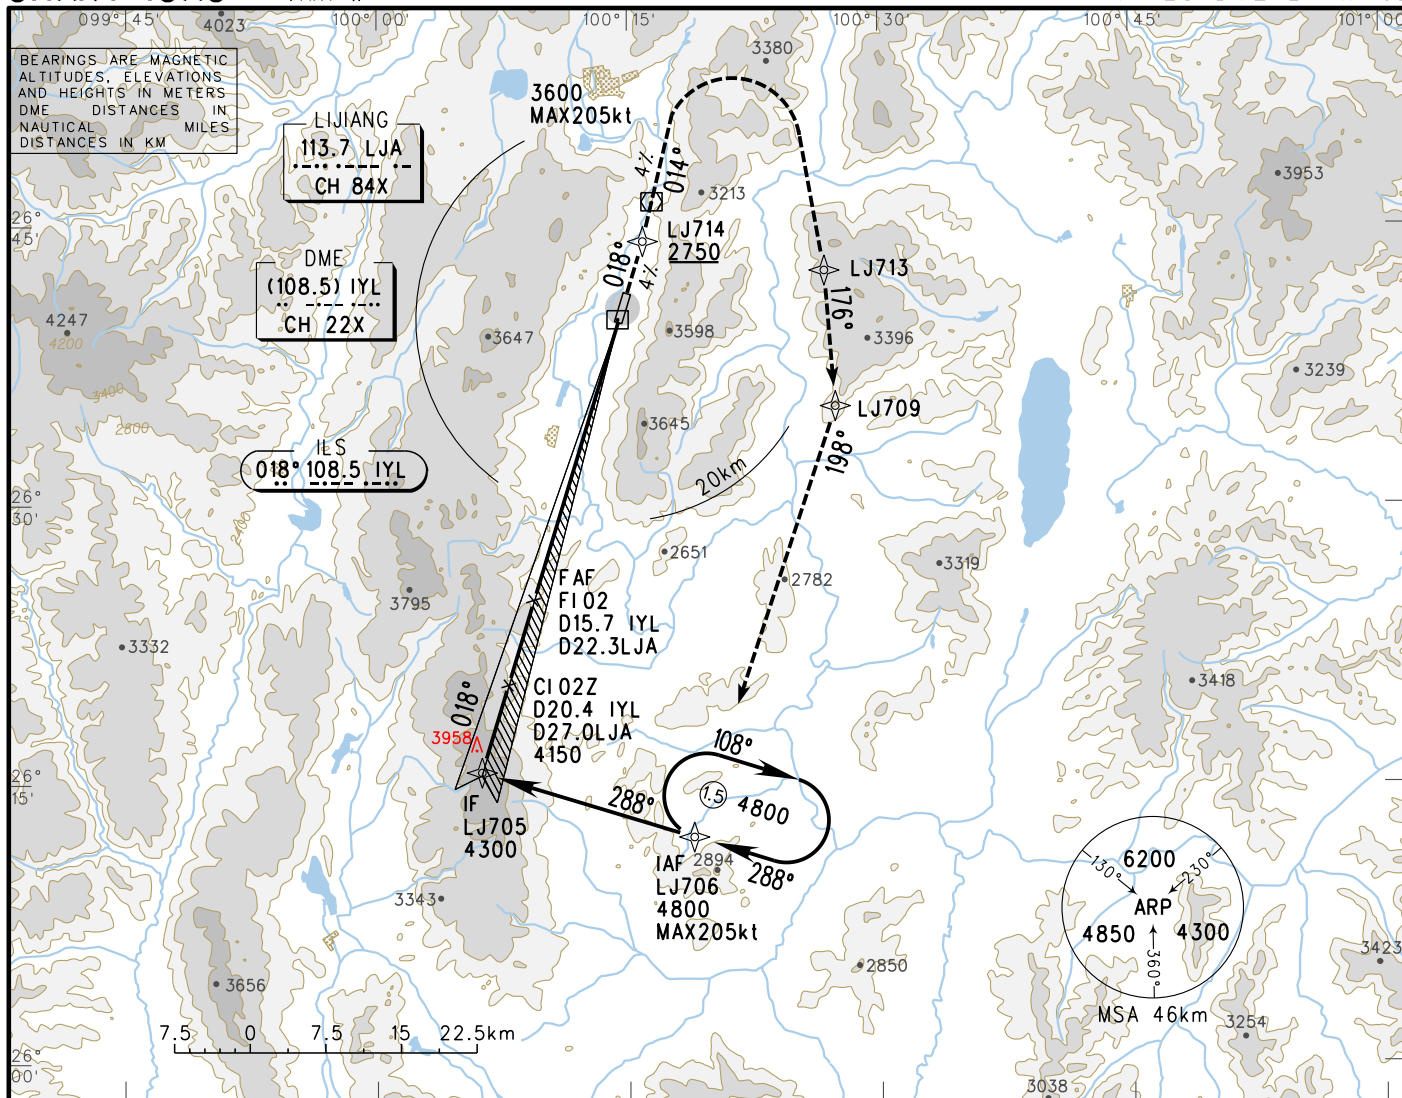 099° 45'
100° 00'
100° 15'
100° 30'
100° 45'
101° 00'
4023
BEARINGS ARE MAGNETIC
ALTITUDES, ELEVATIONS
AND HEIGHTS IN METERS
DME DISTANCES IN
NAUTICAL MILES
DISTANCES IN KM
3380
3600
MAX205kt
LIJIANG
113.7 LJA
CH 84X
4%
014°
3213
3953
26°
45'
LJ714
2750
018°
4%
DME
(108.5) IYL
CH 22X
LJ713
176°
4247
4200
3647
3598
3396
3239
3400
2800
LJ709
3645
198°
ILS
018° 108.5 IYL
20km
26°
30'
2400
2651
2782
3319
FAF
FI02
D15.7 IYL
D22.3LJA
3795
3332
3418
CI02Z
D20.4 IYL
D27.0LJA
4150
018°
3958
108°
26°
15'
288°
1.5
4800
IF
LJ705
4300
IAF
LJ706
4800
MAX205kt
2894
288°
6200
130°
230°
ARP
4850
4300
360°
MSA 46km
3343
3423
2850
3656
3254
7.5 0 7.5 15 22.5km
26°
00'
3038